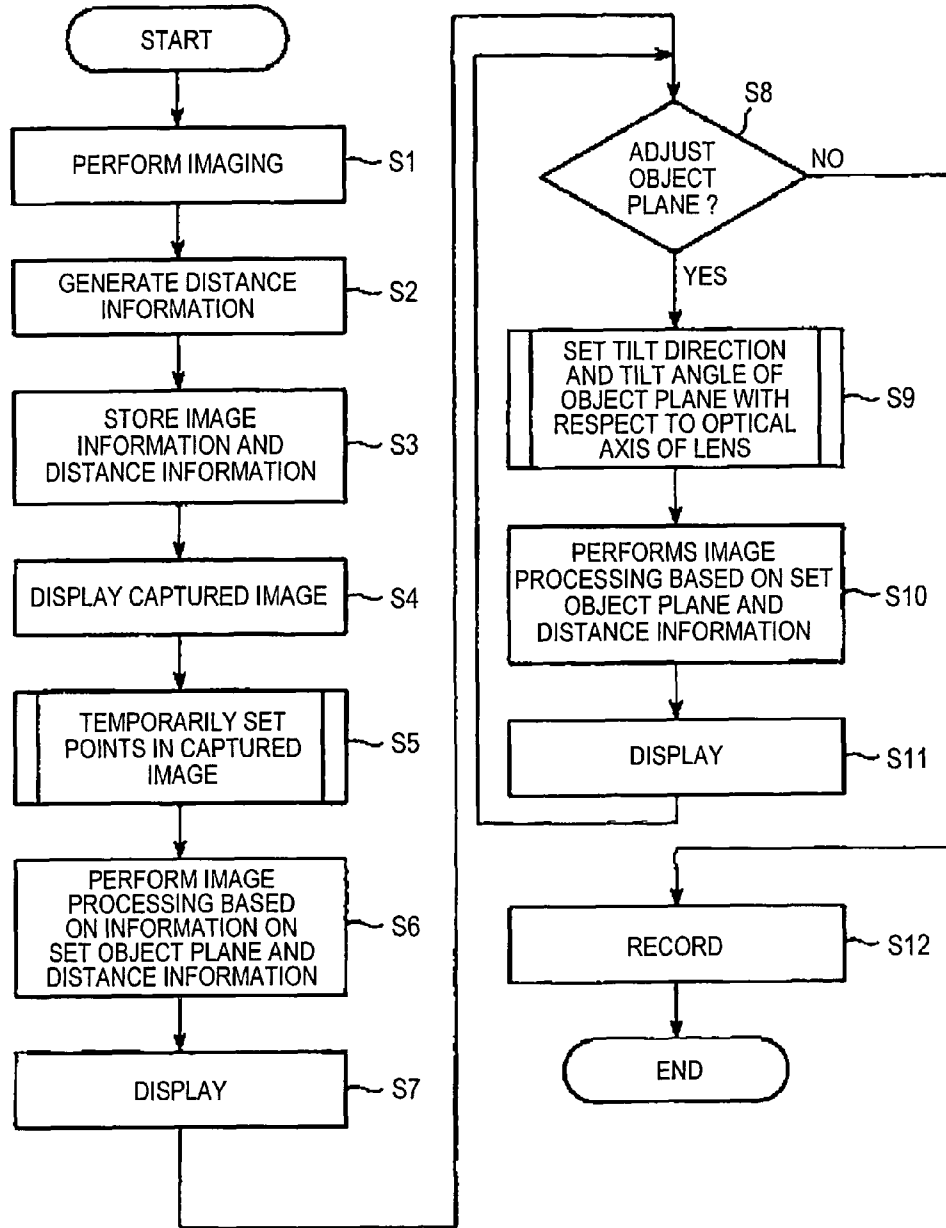 START
PERFORM IMAGING
S1
GENERATE DISTANCE
INFORMATION
S2
STORE IMAGE
INFORMATION AND
DISTANCE INFORMATION
S3
DISPLAY CAPTURED IMAGE
S4
TEMPORARILY SET
POINTS IN CAPTURED
IMAGE
S5
PERFORM IMAGE
PROCESSING BASED
ON INFORMATION ON
SET OBJECT PLANE AND
DISTANCE INFORMATION
S6
DISPLAY
S7
S8
ADJUST
OBJECT
PLANE ?
NO
YES
SET TILT DIRECTION
AND TILT ANGLE OF
OBJECT PLANE WITH
RESPECT TO OPTICAL
AXIS OF LENS
S9
PERFORMS IMAGE
PROCESSING BASED ON SET
OBJECT PLANE AND
DISTANCE INFORMATION
S10
DISPLAY
S11
RECORD
S12
END